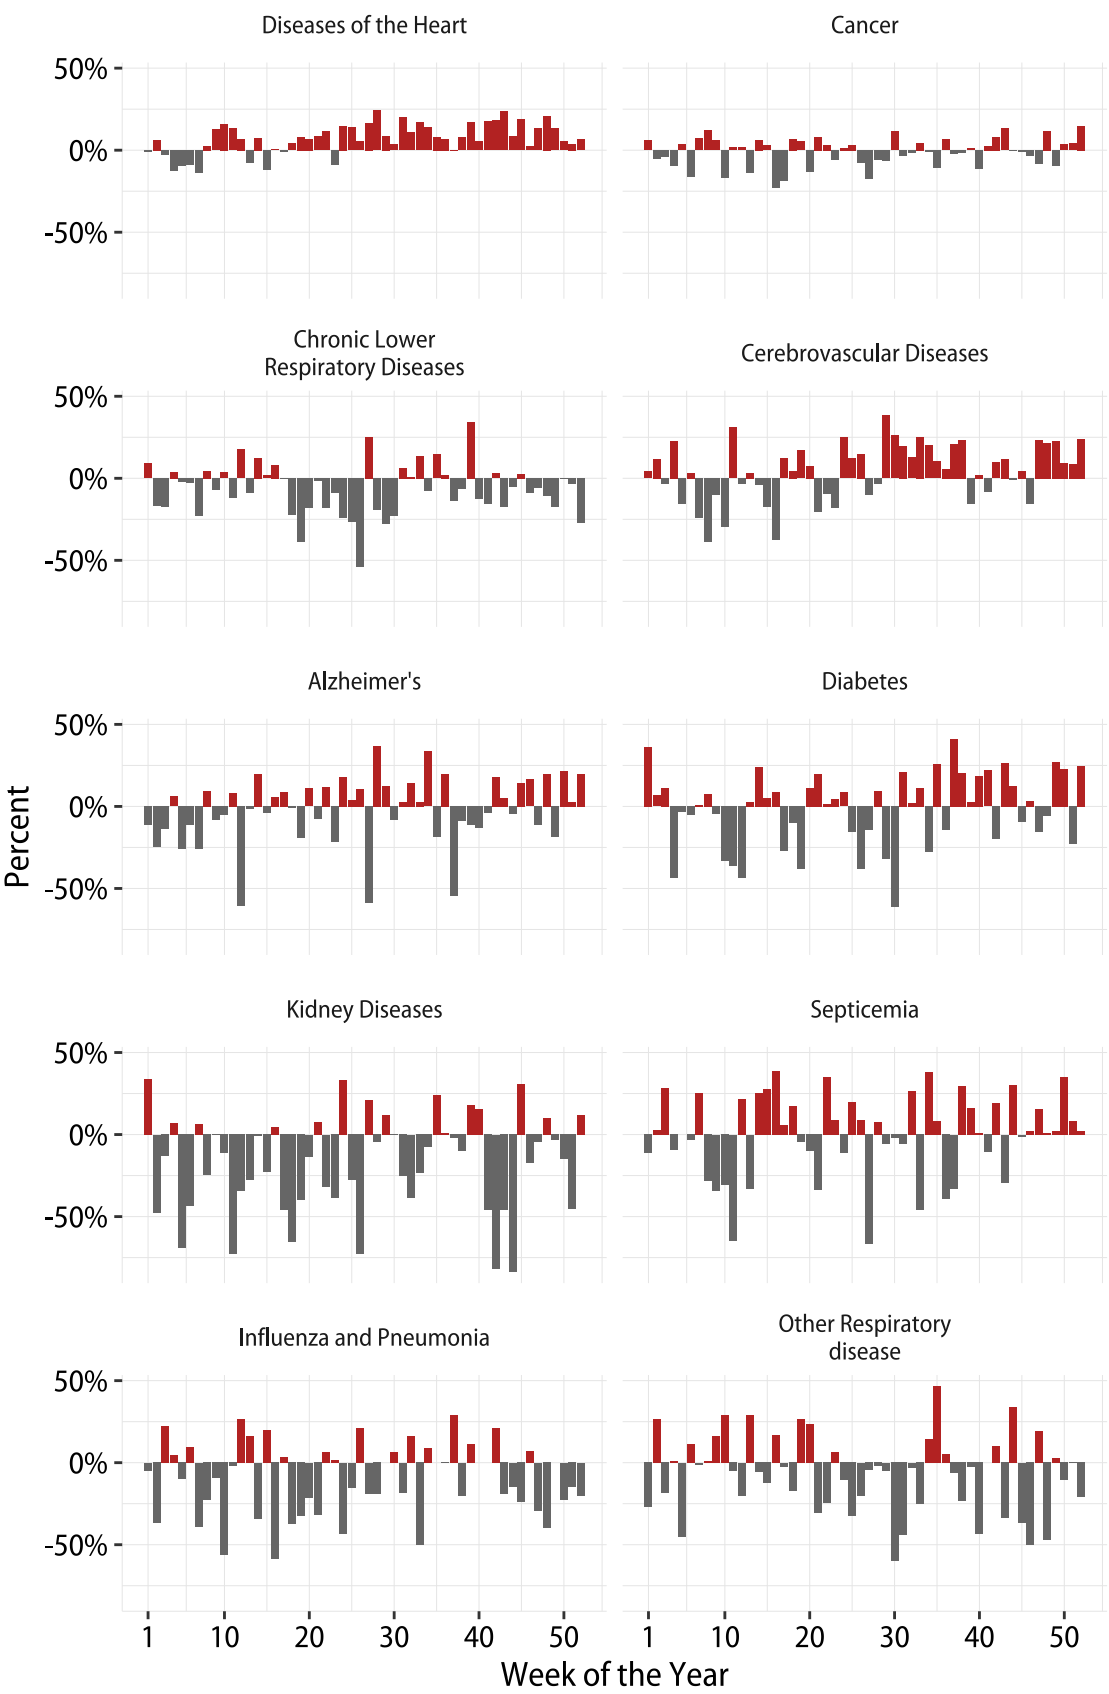 Diseases of the Heart
Cancer
50%
0%
-50%
Chronic Lower
Respiratory Diseases
Cerebrovascular Diseases
50%
0%
-50%
Alzheimer's
Diabetes
50%
0%
-50%
Percent
Kidney Diseases
Septicemia
50%
0%
-50%
Influenza and Pneumonia
Other Respiratory
disease
50%
0%
-50%
1 10 20 30 40 50
1 10 20 30 40 50
Week of the Year